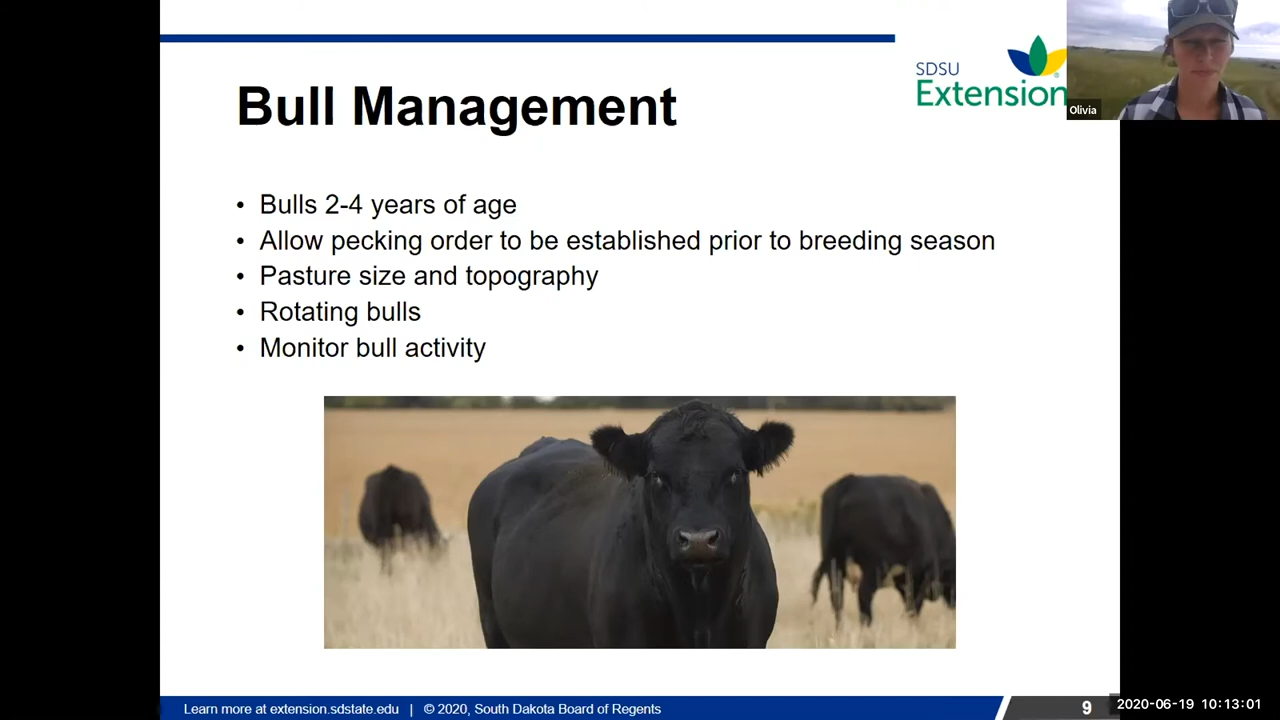 SDSU
Extension
Olivia
Bull Management
• Bulls 2-4 years of age
• Allow pecking order to be established prior to breeding season
• Pasture size and topography
• Rotating bulls
• Monitor bull activity
Learn more at extension.sdstate.edu | © 2020, South Dakota Board of Regents
9
2020-06-19 10:13:01